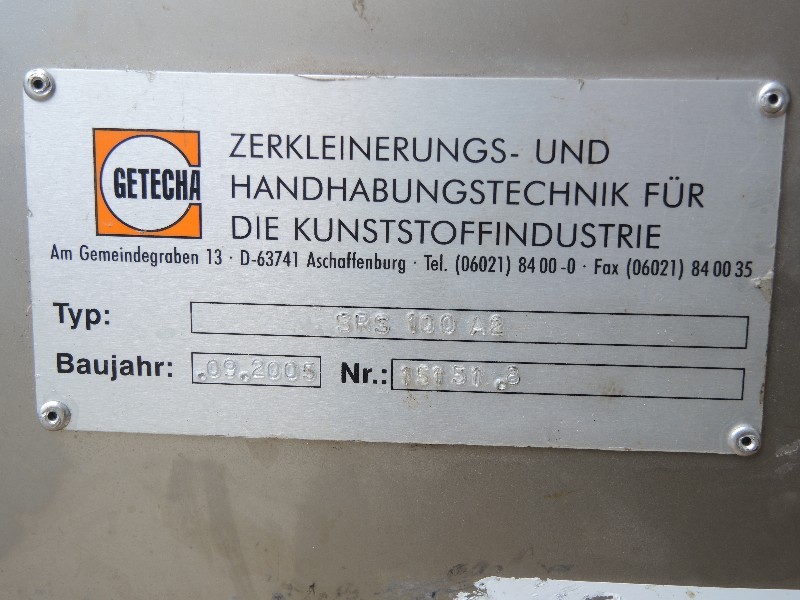 GETECHA
ZERKLEINERUNGS- UND
HANDHABUNGSTECHNIK FÜR
DIE KUNSTSTOFFINDUSTRIE
Am Gemeindegraben 13 · D-63741 Aschaffenburg · Tel. (06021) 84 00 -0 · Fax (06021) 84 00 35
Typ: SRS 100 A2
Baujahr: .09.2005 Nr.: 15151.8